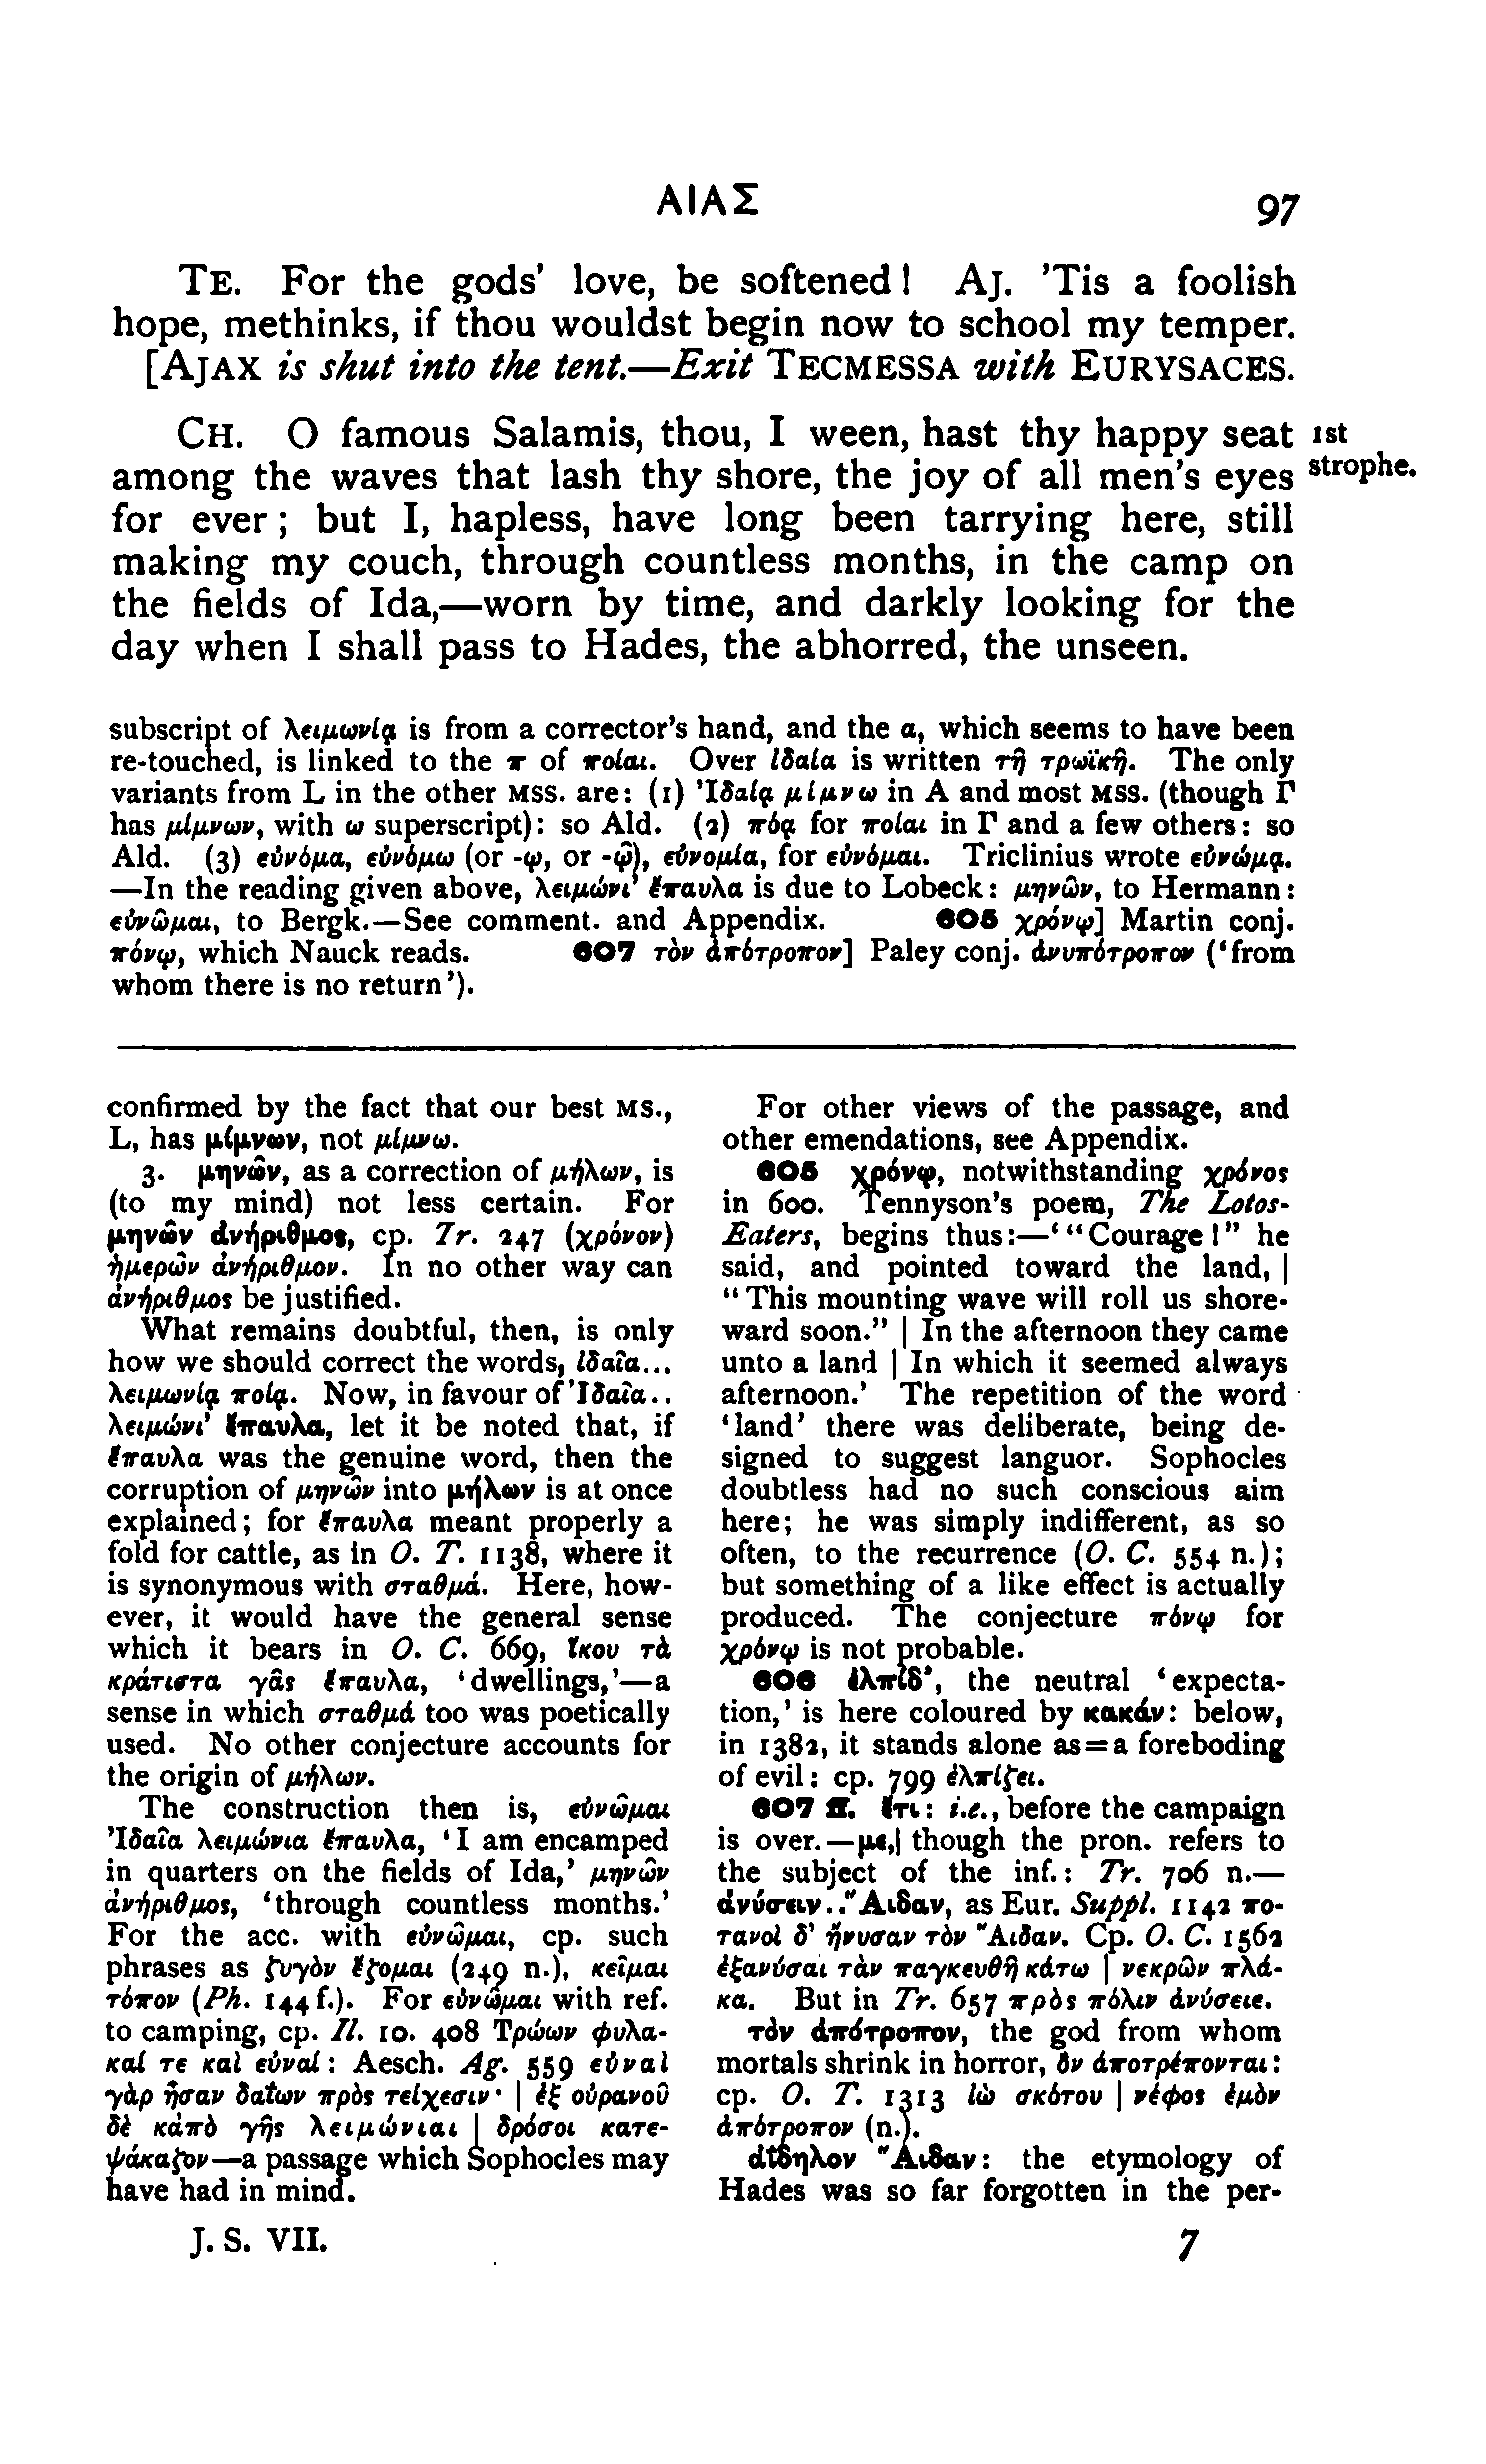 ΑΙΑΣ 97
TE. For the gods' love, be softened! AJ. 'Tis a foolish
hope, methinks, if thou wouldst begin now to school my temper.
[AJAX is shut into the tent.—Exit TECMESSA with EURYSACES.
CH. O famous Salamis, thou, I ween, hast thy happy seat 1st
among the waves that lash thy shore, the joy of all men's eyes strophe.
for ever; but I, hapless, have long been tarrying here, still
making my couch, through countless months, in the camp on
the fields of Ida,—worn by time, and darkly looking for the
day when I shall pass to Hades, the abhorred, the unseen.
subscript of λειμωνίᾳ is from a corrector's hand, and the α, which seems to have been
re-touched, is linked to the π of ποίαι. Over ἰδαία is written τῇ τρωϊκῇ. The only
variants from L in the other MSS. are: (1) Ἰδαίᾳ μίμνω in A and most MSS. (though Γ
has μίμνων, with ω superscript): so Ald. (2) πόᾳ for ποίαι in Γ and a few others: so
Ald. (3) εὐνόμα, εὐνόμω (or -ῳ, or -ῷ), εὐνομία, for εὐνόμαι. Triclinius wrote εὐνώμᾳ.
—In the reading given above, λειμώνι' ἔπαυλα is due to Lobeck: μηνῶν, to Hermann:
εὐνῶμαι, to Bergk.—See comment. and Appendix. 605 χρόνῳ] Martin conj.
πόνῳ, which Nauck reads. 607 τὸν ἀπότροπον] Paley conj. ἀνυπότροπον ('from
whom there is no return').
confirmed by the fact that our best MS.,
L, has μίμνων, not μίμνω.
3. μηνῶν, as a correction of μήλων, is
(to my mind) not less certain. For
μηνῶν ἀνήριθμος, cp. Tr. 247 (χρόνον)
ἡμερῶν ἀνήριθμον. In no other way can
ἀνήριθμος be justified.
What remains doubtful, then, is only
how we should correct the words, ἰδαῖα...
λειμωνίᾳ ποίᾳ. Now, in favour of Ἰδαῖα..
λειμώνι' ἔπαυλα, let it be noted that, if
ἔπαυλα was the genuine word, then the
corruption of μηνῶν into μήλων is at once
explained; for ἔπαυλα meant properly a
fold for cattle, as in O. T. 1138, where it
is synonymous with σταθμά. Here, how-
ever, it would have the general sense
which it bears in O. C. 669, ἵκου τὰ
κράτιστα γᾶς ἔπαυλα, 'dwellings,'—a
sense in which σταθμά too was poetically
used. No other conjecture accounts for
the origin of μήλων.
The construction then is, εὐνῶμαι
Ἰδαῖα λειμώνια ἔπαυλα, 'I am encamped
in quarters on the fields of Ida,' μηνῶν
ἀνήριθμος, 'through countless months.'
For the acc. with εὐνῶμαι, cp. such
phrases as ζυγὸν ἕζομαι (249 n.), κεῖμαι
τόπον (Ph. 144 f.). For εὐνῶμαι with ref.
to camping, cp. Il. 10. 408 Τρώων φυλα-
καί τε καὶ εὐναί: Aesch. Ag. 559 εὐναὶ
γὰρ ἦσαν δαΐων πρὸς τείχεσιν· | ἐξ οὐρανοῦ
δὲ κἀπὸ γῆς λειμώνιαι | δρόσοι κατε-
ψάκαζον—a passage which Sophocles may
have had in mind.
For other views of the passage, and
other emendations, see Appendix.
605 χρόνῳ, notwithstanding χρόνος
in 600. Tennyson's poem, The Lotos-
Eaters, begins thus:—'"Courage!" he
said, and pointed toward the land, |
"This mounting wave will roll us shore-
ward soon." | In the afternoon they came
unto a land | In which it seemed always
afternoon.' The repetition of the word
'land' there was deliberate, being de-
signed to suggest languor. Sophocles
doubtless had no such conscious aim
here; he was simply indifferent, as so
often, to the recurrence (O. C. 554 n.);
but something of a like effect is actually
produced. The conjecture πόνῳ for
χρόνῳ is not probable.
606 ἐλπίδ', the neutral 'expecta-
tion,' is here coloured by κακάν: below,
in 1382, it stands alone as=a foreboding
of evil: cp. 799 ἐλπίζει.
607 ff. ἔτι: i.e., before the campaign
is over.—με, though the pron. refers to
the subject of the inf.: Tr. 706 n.—
ἀνύσειν..Ἅιδαν, as Eur. Suppl. 1142 πο-
τανοὶ δ' ἤνυσαν τὸν Ἅιδαν. Cp. O. C. 1562
ἐξανύσαι τὰν παγκευθῆ κάτω | νεκρῶν πλά-
κα. But in Tr. 657 πρὸς πόλιν ἀνύσειε.
τὸν ἀπότροπον, the god from whom
mortals shrink in horror, ὃν ἀποτρέπονται:
cp. O. T. 1313 ἰὼ σκότου | νέφος ἐμὸν
ἀπότροπον (n.).
ἀΐδηλον Ἅιδαν: the etymology of
Hades was so far forgotten in the per-
J. S. VII. 7